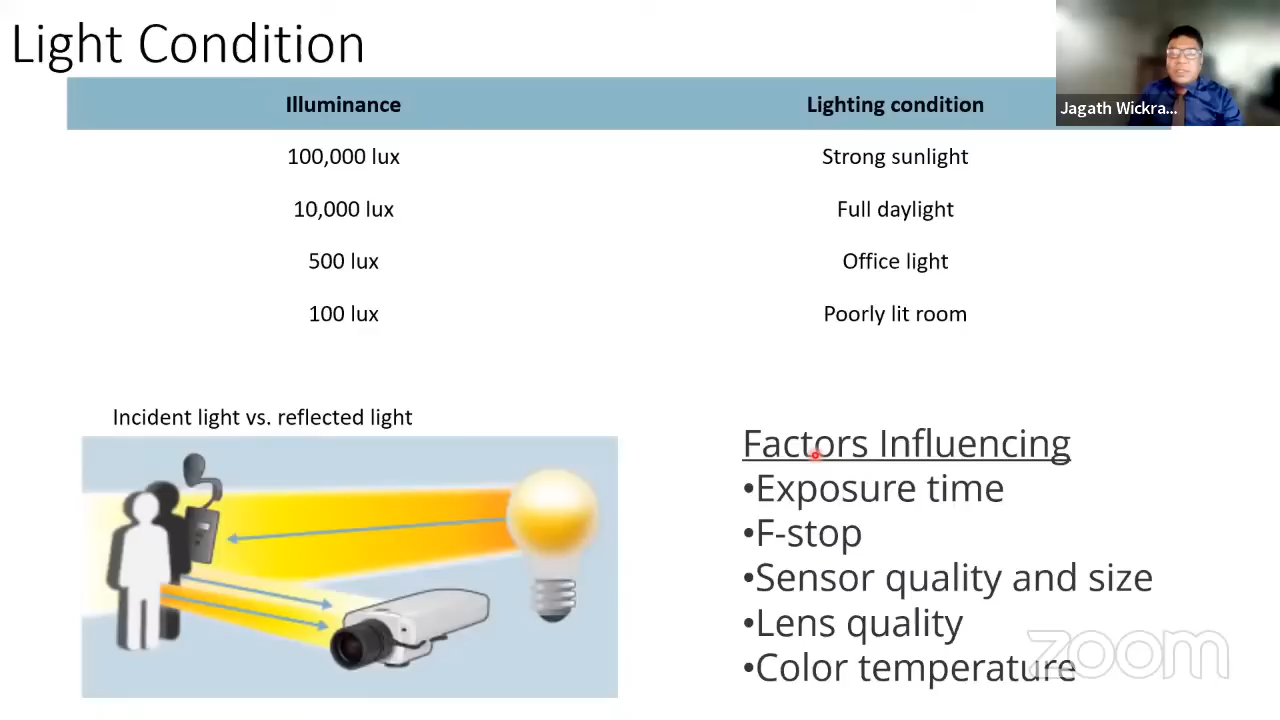 Light Condition
Illuminance Lighting condition
Jagath Wickra...
100,000 lux Strong sunlight
10,000 lux Full daylight
500 lux Office light
100 lux Poorly lit room
Incident light vs. reflected light
Factors Influencing
•Exposure time
•F-stop
•Sensor quality and size
•Lens quality
•Color temperature
zoom